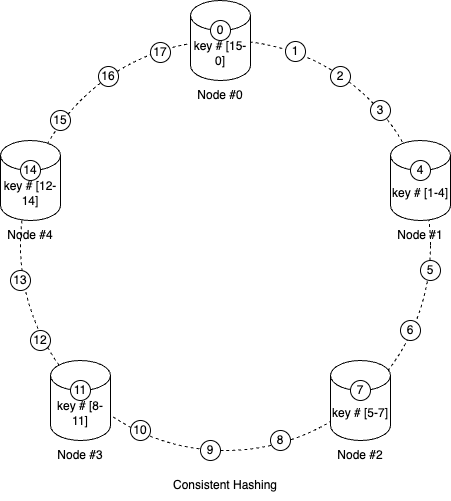 0
key # [15-
0]
Node #0
17
1
16
2
15
3
14
key # [12-
14]
Node #4
4
key # [1-4]
Node #1
13
5
12
6
11
key # [8-
11]
Node #3
7
key # [5-7]
Node #2
10
9
8
Consistent Hashing